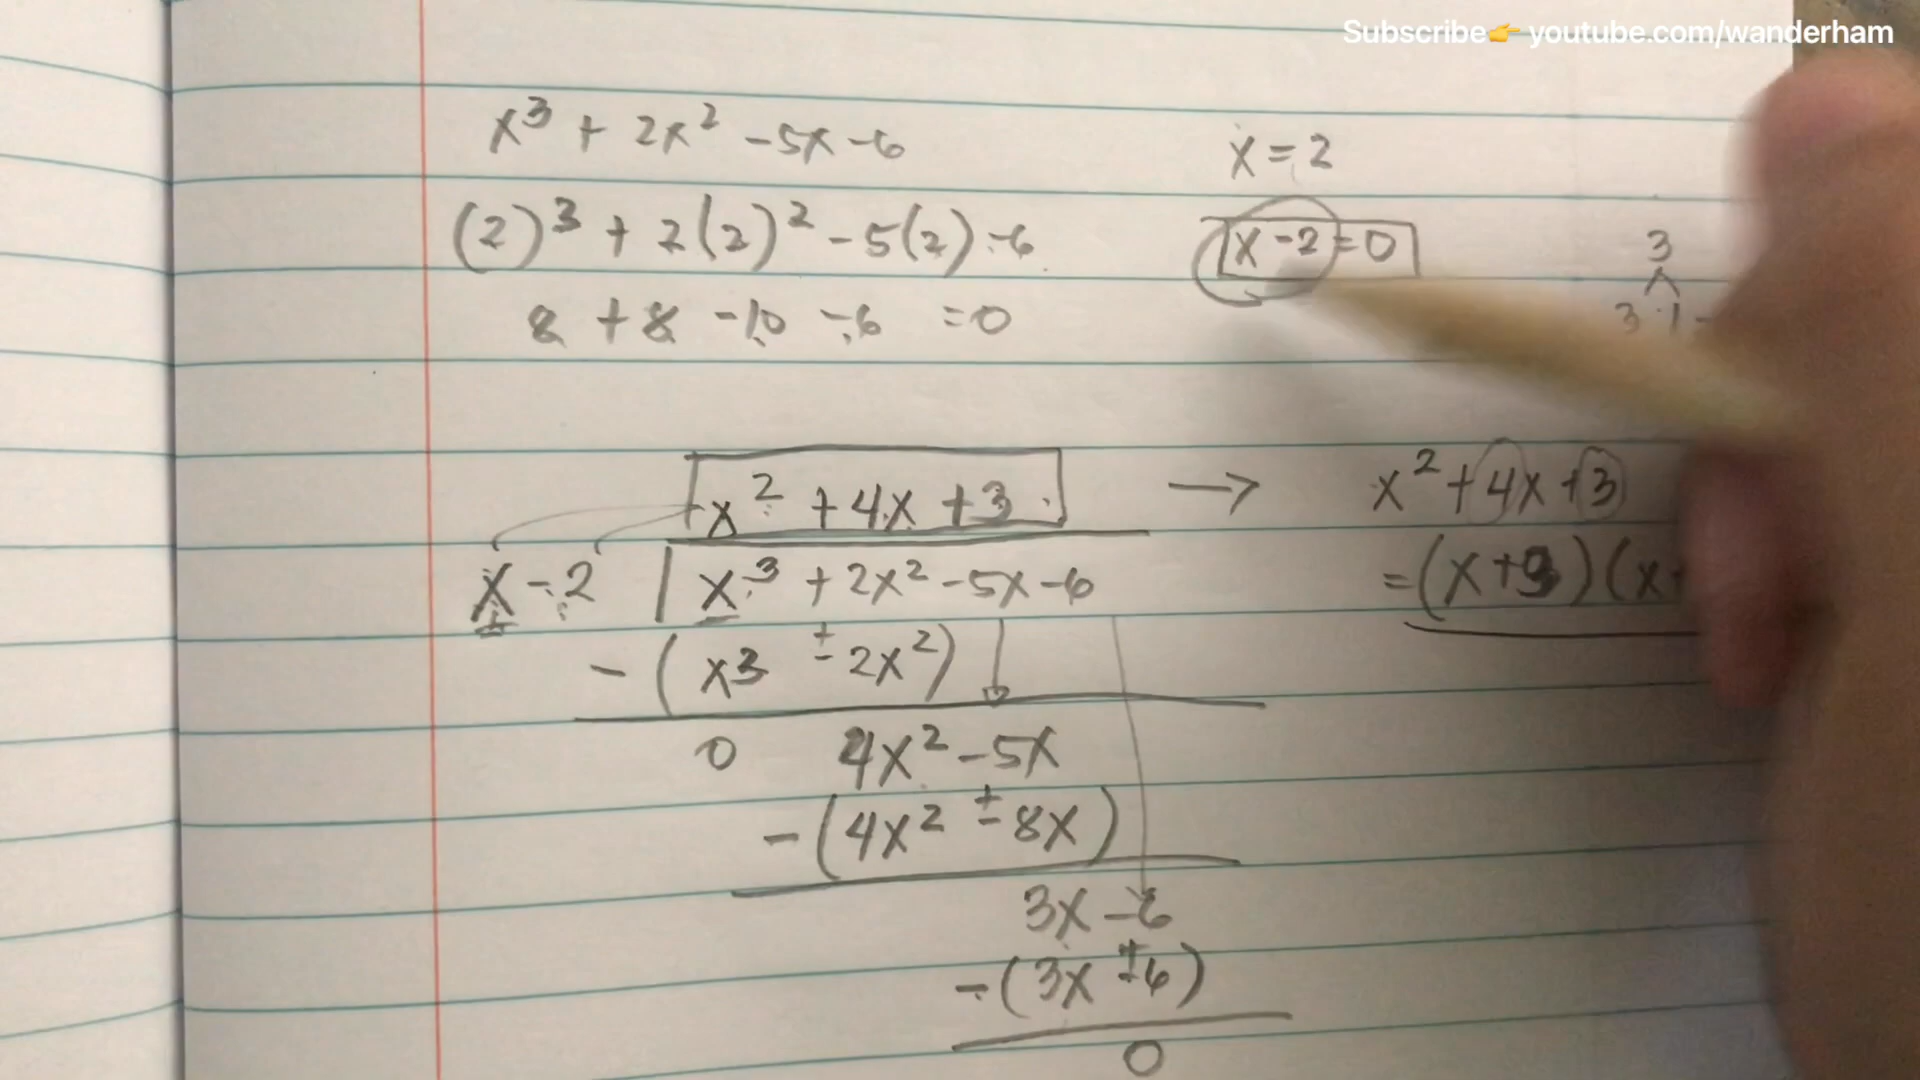 Subscribe👉 youtube.com/wanderham
x³ + 2x² -5x -6
x = 2
(2)³ + 2(2)² - 5(2) -6
x -2 = 0
3
8 + 8 -10 -6 =0
3·1
x² +4x +3
→ x² +4x +3
x -2 | x³ + 2x² -5x -6
=(x+3)(x+
-(x³ ± 2x²)
0 4x² -5x
-(4x² ± 8x)
3x -6
-(3x ± 6)
0